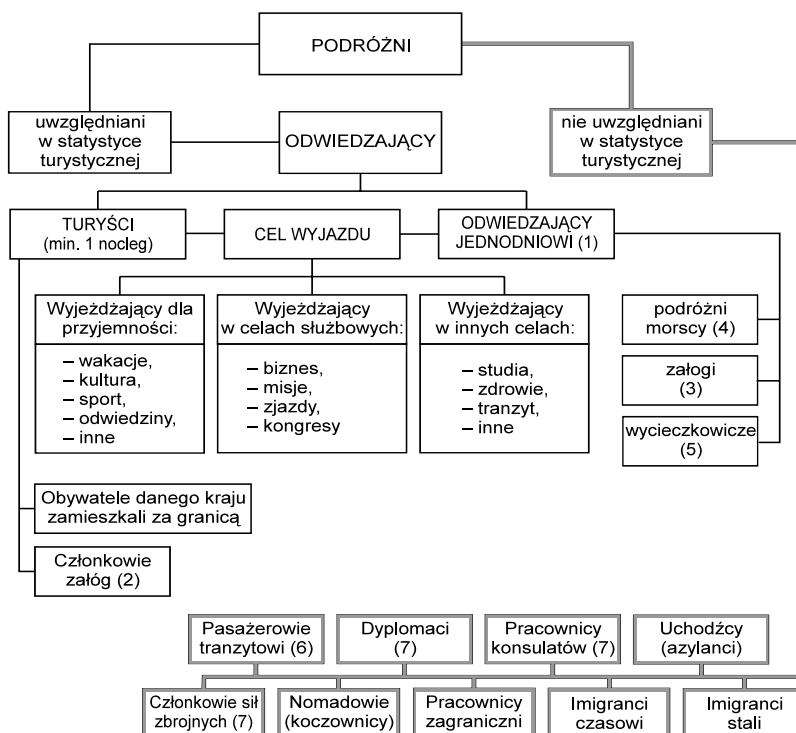 PODRÓŻNI
uwzględniani
w statystyce
turystycznej
ODWIEDZAJĄCY
nie uwzględniani
w statystyce
turystycznej
TURYŚCI
(min. 1 nocleg)
CEL WYJAZDU
ODWIEDZAJĄCY
JEDNODNIOWI (1)
Wyjeżdżający dla
przyjemności:
– wakacje,
– kultura,
– sport,
– odwiedziny,
– inne
Wyjeżdżający
w celach służbowych:
– biznes,
– misje,
– zjazdy,
– kongresy
Wyjeżdżający
w innych celach:
– studia,
– zdrowie,
– tranzyt,
– inne
podróżni
morscy (4)
załogi
(3)
wycieczkowicze
(5)
Obywatele danego kraju
zamieszkali za granicą
Członkowie
załóg (2)
Pasażerowie
tranzytowi (6)
Dyplomaci
(7)
Pracownicy
konsulatów (7)
Uchodźcy
(azylanci)
Członkowie sił
zbrojnych (7)
Nomadowie
(koczownicy)
Pracownicy
zagraniczni
Imigranci
czasowi
Imigranci
stali